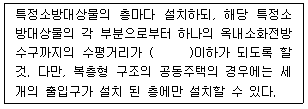 특정소방대상물의 층마다 설치하되, 해당 특정소
방대상물의 각 부분으로부터 하나의 옥내소화전방
수구까지의 수평거리가 (      )이하가 되도록 할
것. 다만, 복층형 구조의 공동주택의 경우에는 세
개의 출입구가 설치 된 층에만 설치할 수 있다.